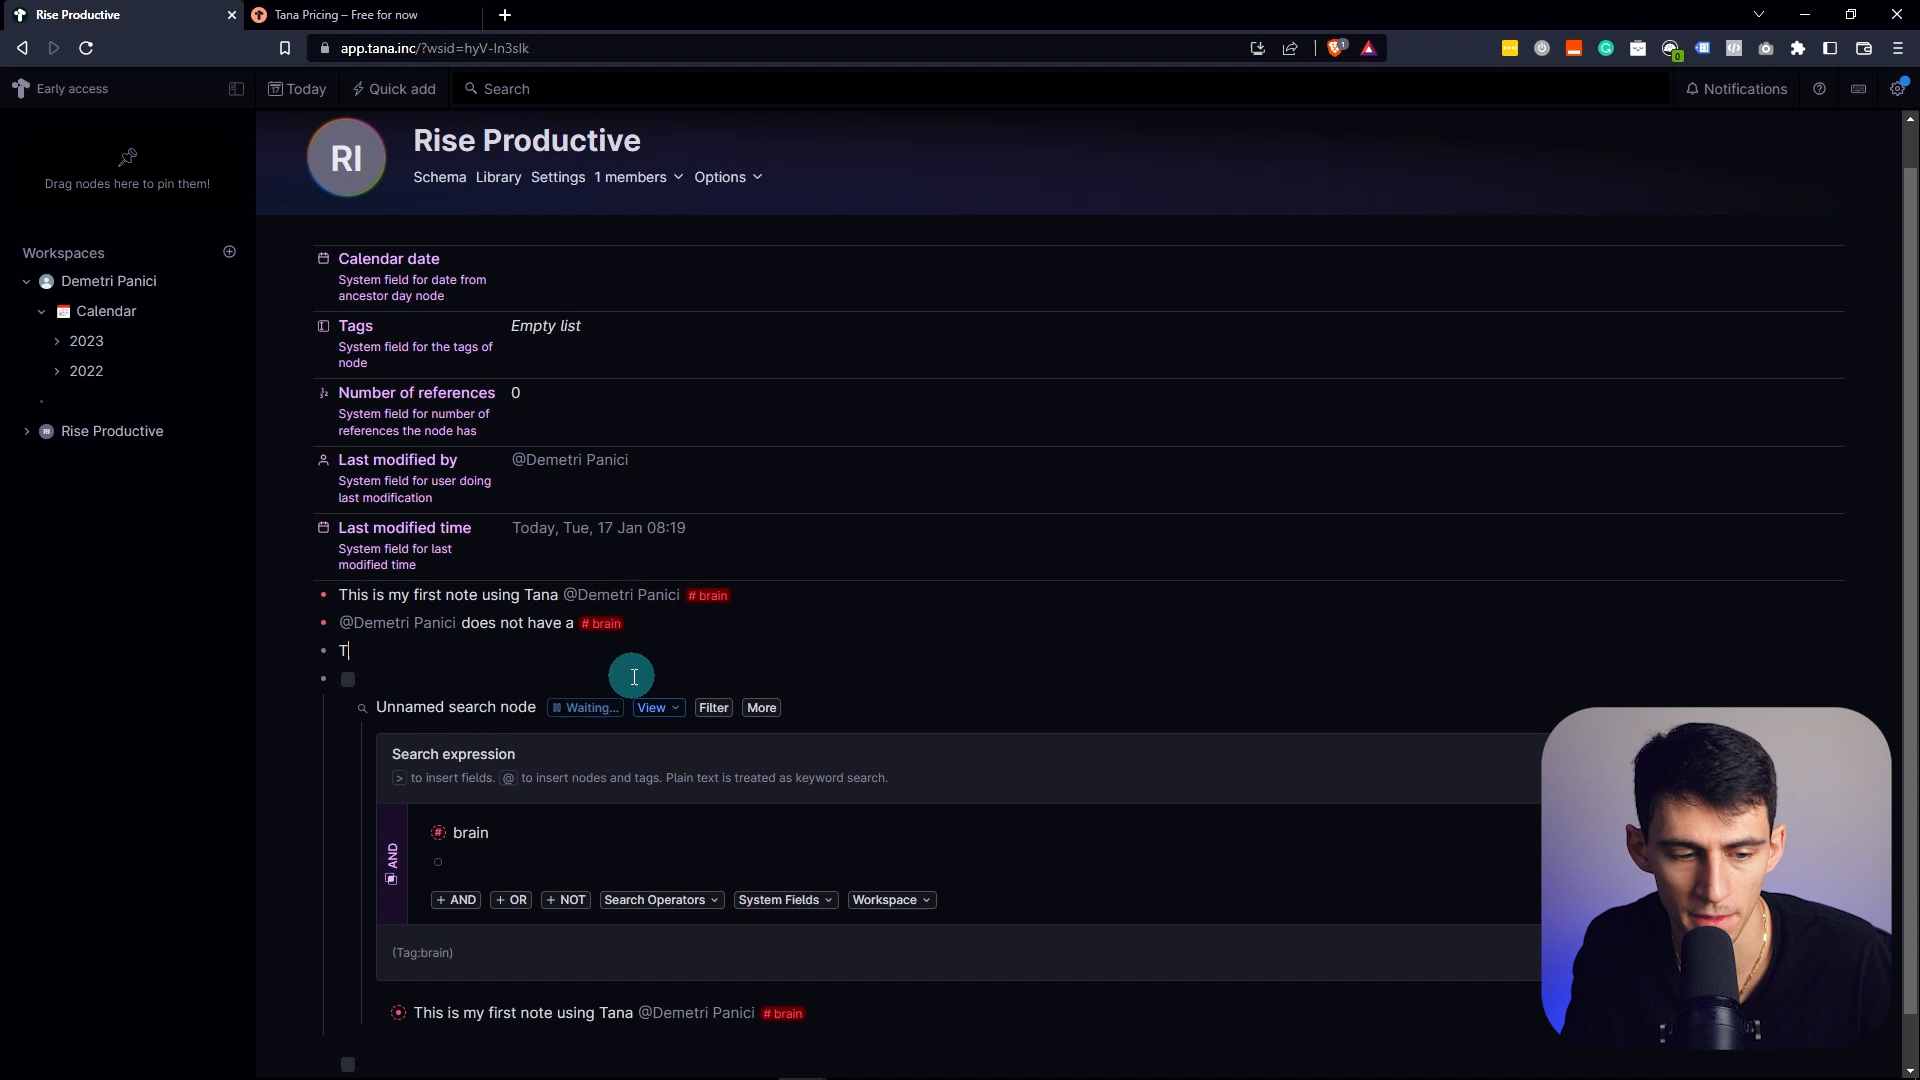 Rise Productive
Tana Pricing – Free for now
app.tana.inc/?wsid=hyV-In3slk
1
0
Early access
Today
Quick add
Search
Notifications
Drag nodes here to pin them!
RI
Rise Productive
Schema Library Settings 1 members Options
Workspaces
Demetri Panici
Calendar
2023
2022
RI Rise Productive
Calendar date
System field for date from
ancestor day node
Tags
Empty list
System field for the tags of
node
Number of references
0
System field for number of
references the node has
Last modified by
@Demetri Panici
System field for user doing
last modification
Last modified time
Today, Tue, 17 Jan 08:19
System field for last
modified time
This is my first note using Tana @Demetri Panici # brain
@Demetri Panici does not have a # brain
T
Unnamed search node Waiting... View Filter More
Search expression
> to insert fields. @ to insert nodes and tags. Plain text is treated as keyword search.
AND
# brain
+ AND + OR + NOT Search Operators System Fields Workspace
(Tag:brain)
This is my first note using Tana @Demetri Panici # brain